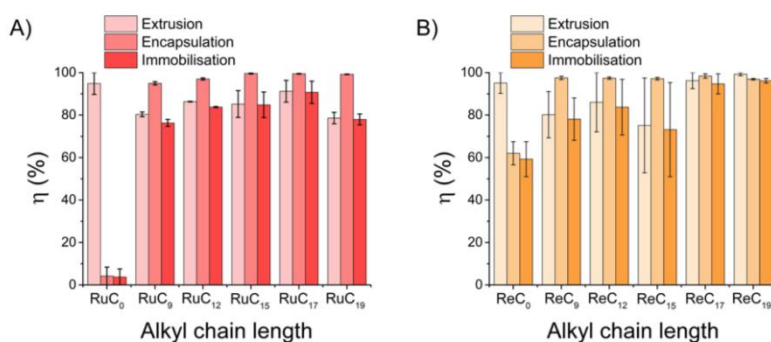 A)
Extrusion
Encapsulation
Immobilisation
100
80
60
40
20
0
η (%)
RuC₀ RuC₉ RuC₁₂ RuC₁₅ RuC₁₇ RuC₁₉
Alkyl chain length
B)
Extrusion
Encapsulation
Immobilisation
100
80
60
40
20
0
η (%)
ReC₀ ReC₉ ReC₁₂ ReC₁₅ ReC₁₇ ReC₁₉
Alkyl chain length